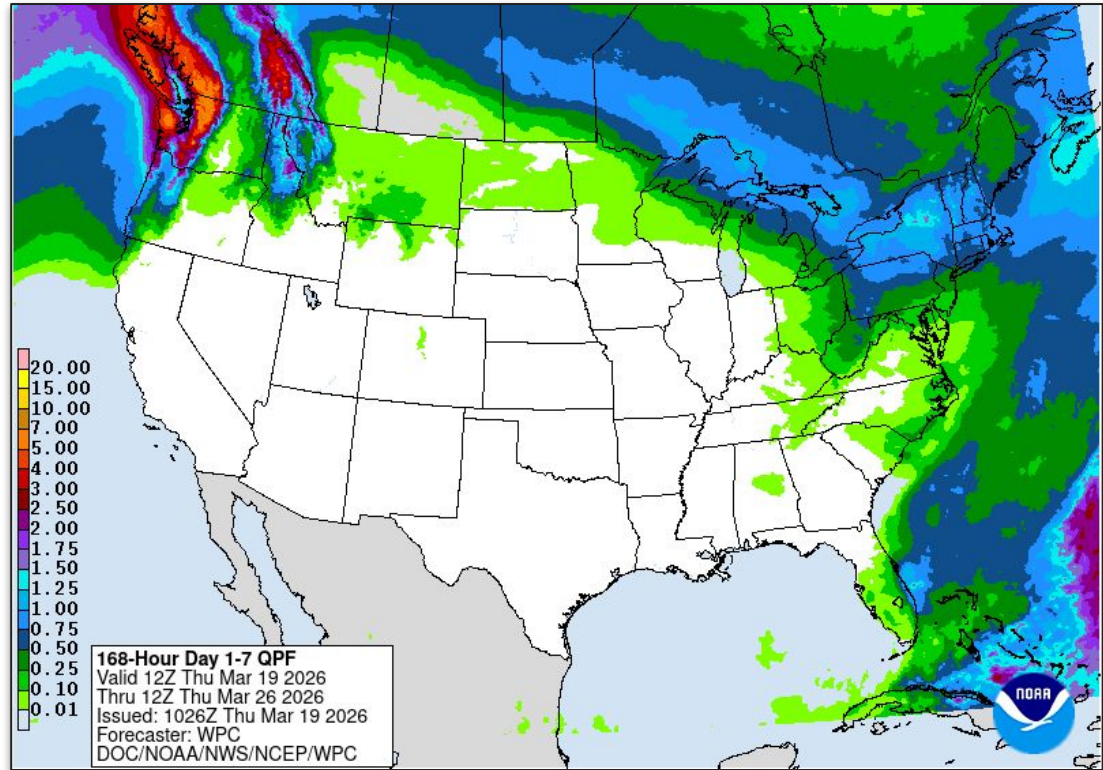 20.00
15.00
10.00
7.00
5.00
4.00
3.00
2.50
2.00
1.75
1.50
1.25
1.00
0.75
0.50
0.25
0.10
0.01
168-Hour Day 1-7 QPF
Valid 12Z Thu Mar 19 2026
Thru 12Z Thu Mar 26 2026
Issued: 1026Z Thu Mar 19 2026
Forecaster: WPC
DOC/NOAA/NWS/NCEP/WPC
NOAA